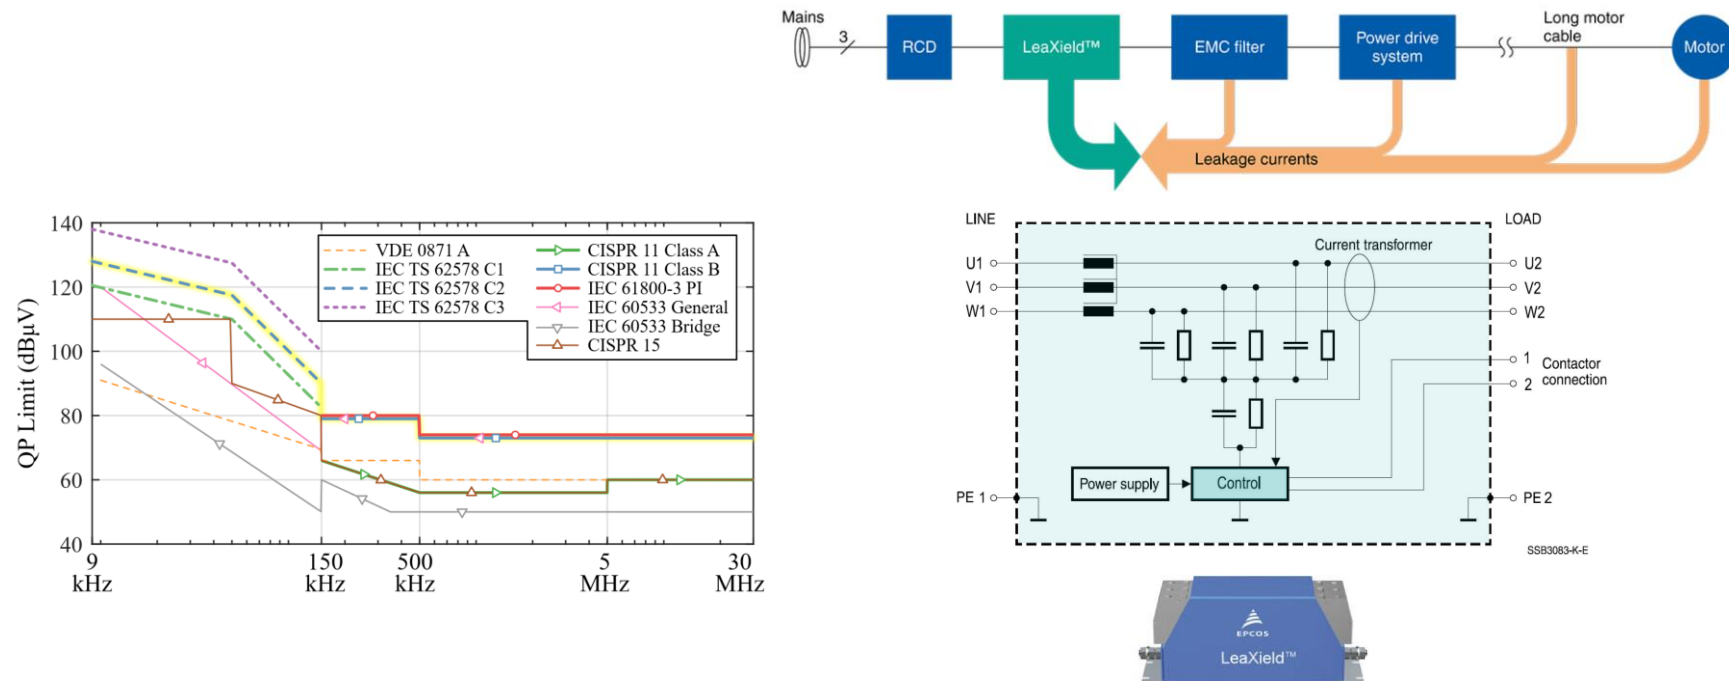 Mains
3
RCD
LeaXield™
EMC filter
Power drive
system
Long motor
cable
Motor
Leakage currents
QP Limit (dBµV)
140
120
100
80
60
40
9
kHz
150
kHz
500
kHz
5
MHz
30
MHz
VDE 0871 A
IEC TS 62578 C1
IEC TS 62578 C2
IEC TS 62578 C3
CISPR 11 Class A
CISPR 11 Class B
IEC 61800-3 PI
IEC 60533 General
IEC 60533 Bridge
CISPR 15
LINE
LOAD
Current transformer
U1
U2
V1
V2
W1
W2
1
2
Contactor
connection
Power supply
Control
PE 1
PE 2
SSB3083-K-E
EPCOS
LeaXield™